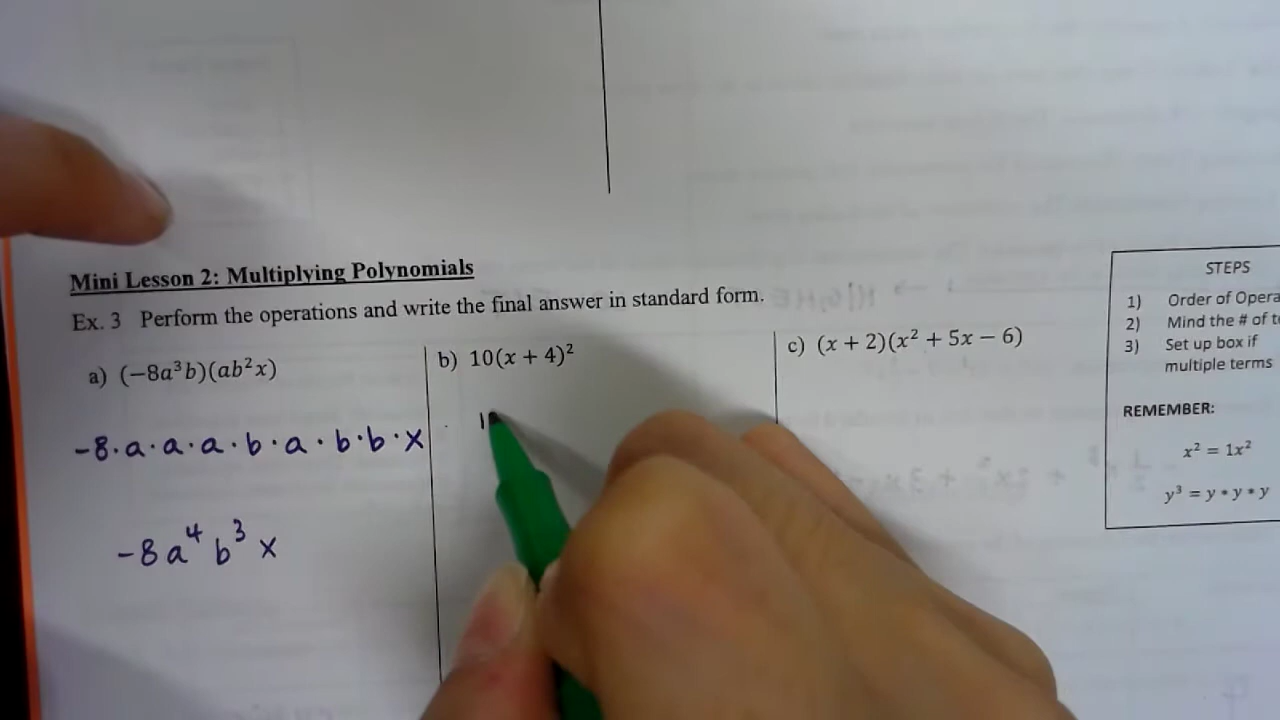 Mini Lesson 2: Multiplying Polynomials
Ex. 3 Perform the operations and write the final answer in standard form.
a) (−8a³b)(ab²x)
-8·a·a·a·b·a·b·b·x
-8a⁴b³x
b) 10(x + 4)²
c) (x + 2)(x² + 5x − 6)
STEPS
1) Order of Opera
2) Mind the # of t
3) Set up box if
multiple terms
REMEMBER:
x² = 1x²
y³ = y * y * y